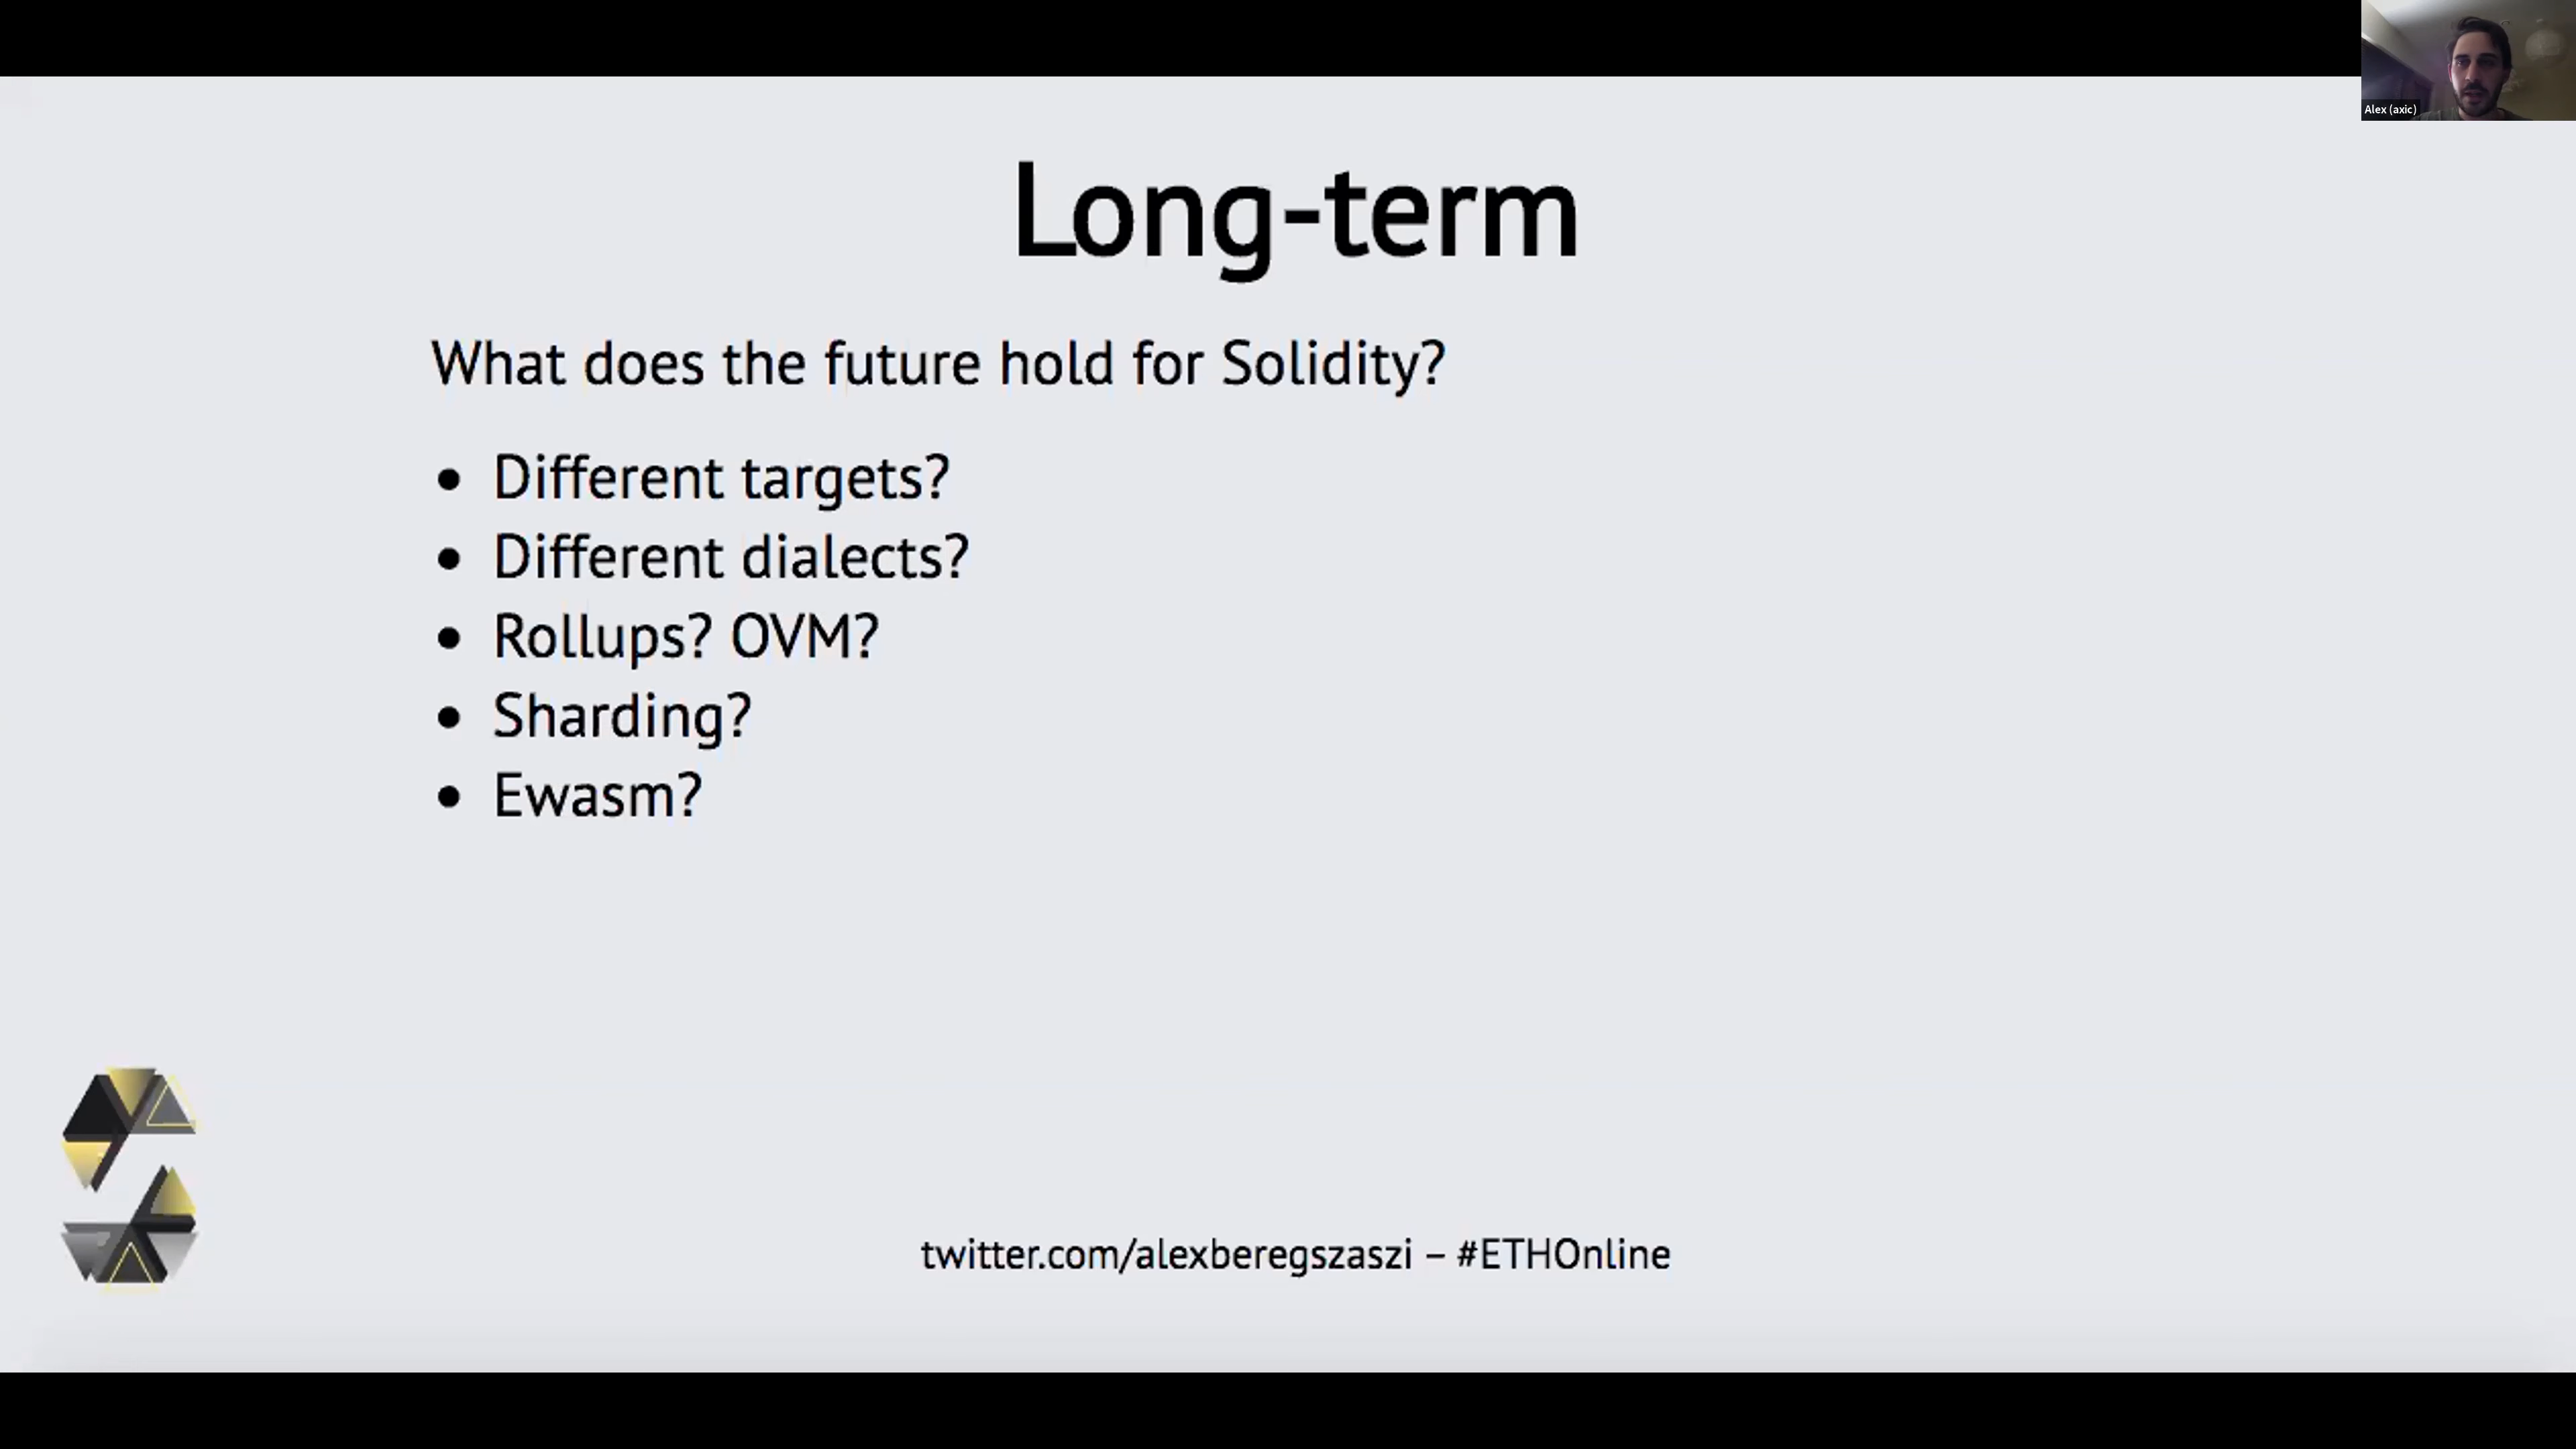 Alex (axic)
Long-term
What does the future hold for Solidity?
• Different targets?
• Different dialects?
• Rollups? OVM?
• Sharding?
• Ewasm?
twitter.com/alexberegszaszi – #ETHOnline